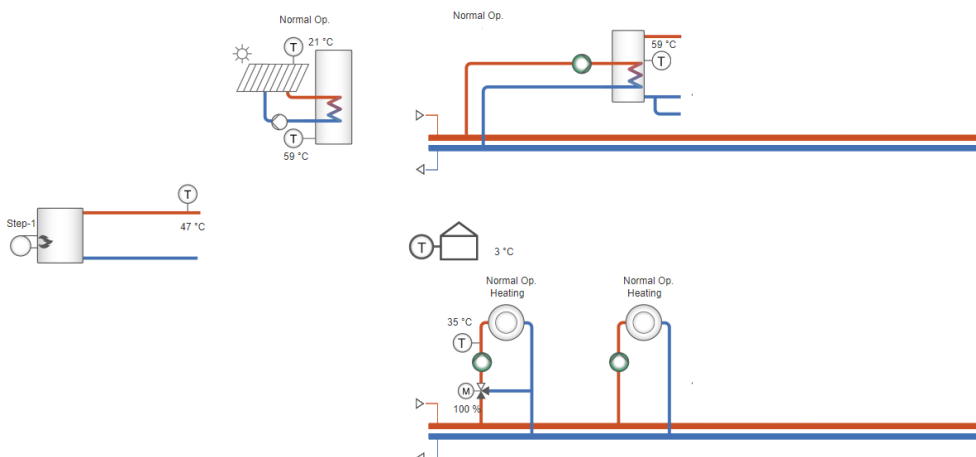 Normal Op.
T
21 °C
T
59 °C
Normal Op.
59 °C
T
T
47 °C
Step-1
T
3 °C
Normal Op.
Heating
35 °C
T
M
100 %
Normal Op.
Heating